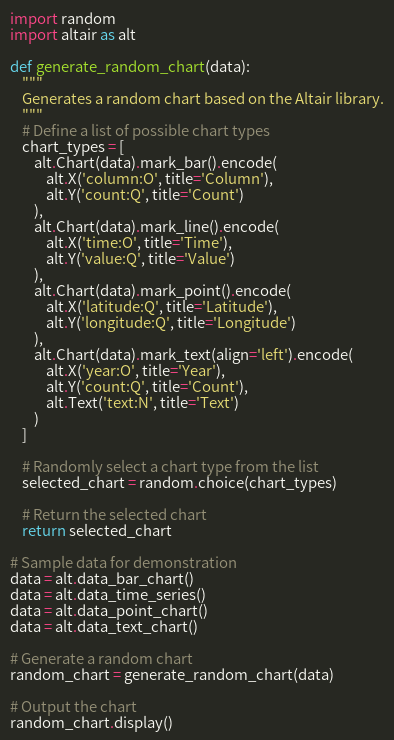 import random
import altair as alt

def generate_random_chart(data):
    """
    Generates a random chart based on the Altair library.
    """
    # Define a list of possible chart types
    chart_types = [
        alt.Chart(data).mark_bar().encode(
            alt.X('column:O', title='Column'),
            alt.Y('count:Q', title='Count')
        ),
        alt.Chart(data).mark_line().encode(
            alt.X('time:O', title='Time'),
            alt.Y('value:Q', title='Value')
        ),
        alt.Chart(data).mark_point().encode(
            alt.X('latitude:Q', title='Latitude'),
            alt.Y('longitude:Q', title='Longitude')
        ),
        alt.Chart(data).mark_text(align='left').encode(
            alt.X('year:O', title='Year'),
            alt.Y('count:Q', title='Count'),
            alt.Text('text:N', title='Text')
        )
    ]

    # Randomly select a chart type from the list
    selected_chart = random.choice(chart_types)

    # Return the selected chart
    return selected_chart

# Sample data for demonstration
data = alt.data_bar_chart()
data = alt.data_time_series()
data = alt.data_point_chart()
data = alt.data_text_chart()

# Generate a random chart
random_chart = generate_random_chart(data)

# Output the chart
random_chart.display()